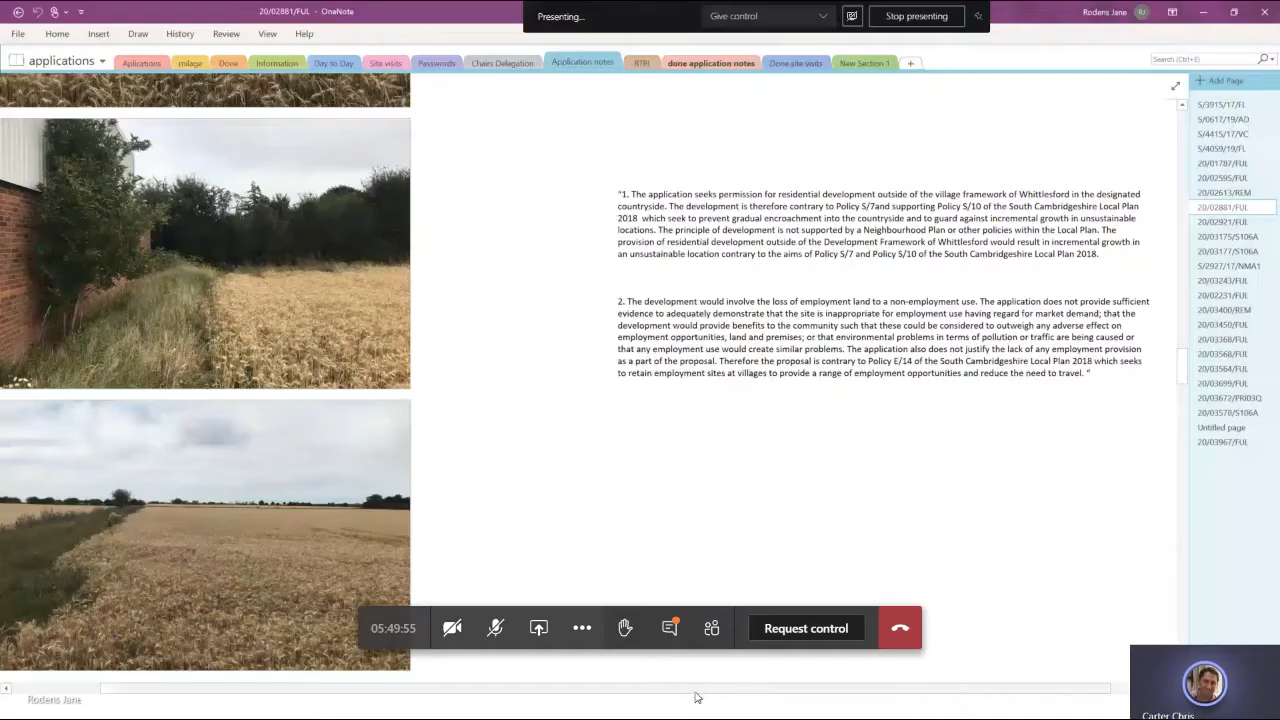 20/02881/FUL - OneNote
Presenting...
Give control
Stop presenting
Rodens Jane
RJ
File Home Insert Draw History Review View Help
applications
Aplications milage Done Information Day to Day Site visits Passwords Chairs Delegation Application notes RTRI done application notes Done site visits New Section 1
Search (Ctrl+E)
Add Page
S/3915/17/FL
S/0617/19/AD
S/4415/17/VC
S/4059/19/FL
20/01787/FUL
20/02595/FUL
20/02613/REM
20/02881/FUL
20/02921/FUL
20/03175/S106A
20/03177/S106A
S/2927/17/NMA1
20/03243/FUL
20/02231/FUL
20/03400/REM
20/03450/FUL
20/03368/FUL
20/03568/FUL
20/03564/FUL
20/03699/FUL
20/03672/PRI03Q
20/03578/S106A
Untitled page
20/03967/FUL
"1. The application seeks permission for residential development outside of the village framework of Whittlesford in the designated
countryside. The development is therefore contrary to Policy S/7and supporting Policy S/10 of the South Cambridgeshire Local Plan
2018 which seek to prevent gradual encroachment into the countryside and to guard against incremental growth in unsustainable
locations. The principle of development is not supported by a Neighbourhood Plan or other policies within the Local Plan. The
provision of residential development outside of the Development Framework of Whittlesford would result in incremental growth in
an unsustainable location contrary to the aims of Policy S/7 and Policy S/10 of the South Cambridgeshire Local Plan 2018.
2. The development would involve the loss of employment land to a non-employment use. The application does not provide sufficient
evidence to adequately demonstrate that the site is inappropriate for employment use having regard for market demand; that the
development would provide benefits to the community such that these could be considered to outweigh any adverse effect on
employment opportunities, land and premises; or that environmental problems in terms of pollution or traffic are being caused or
that any employment use would create similar problems. The application also does not justify the lack of any employment provision
as a part of the proposal. Therefore the proposal is contrary to Policy E/14 of the South Cambridgeshire Local Plan 2018 which seeks
to retain employment sites at villages to provide a range of employment opportunities and reduce the need to travel. "
05:49:55
Request control
Rodens Jane
Carter Chris